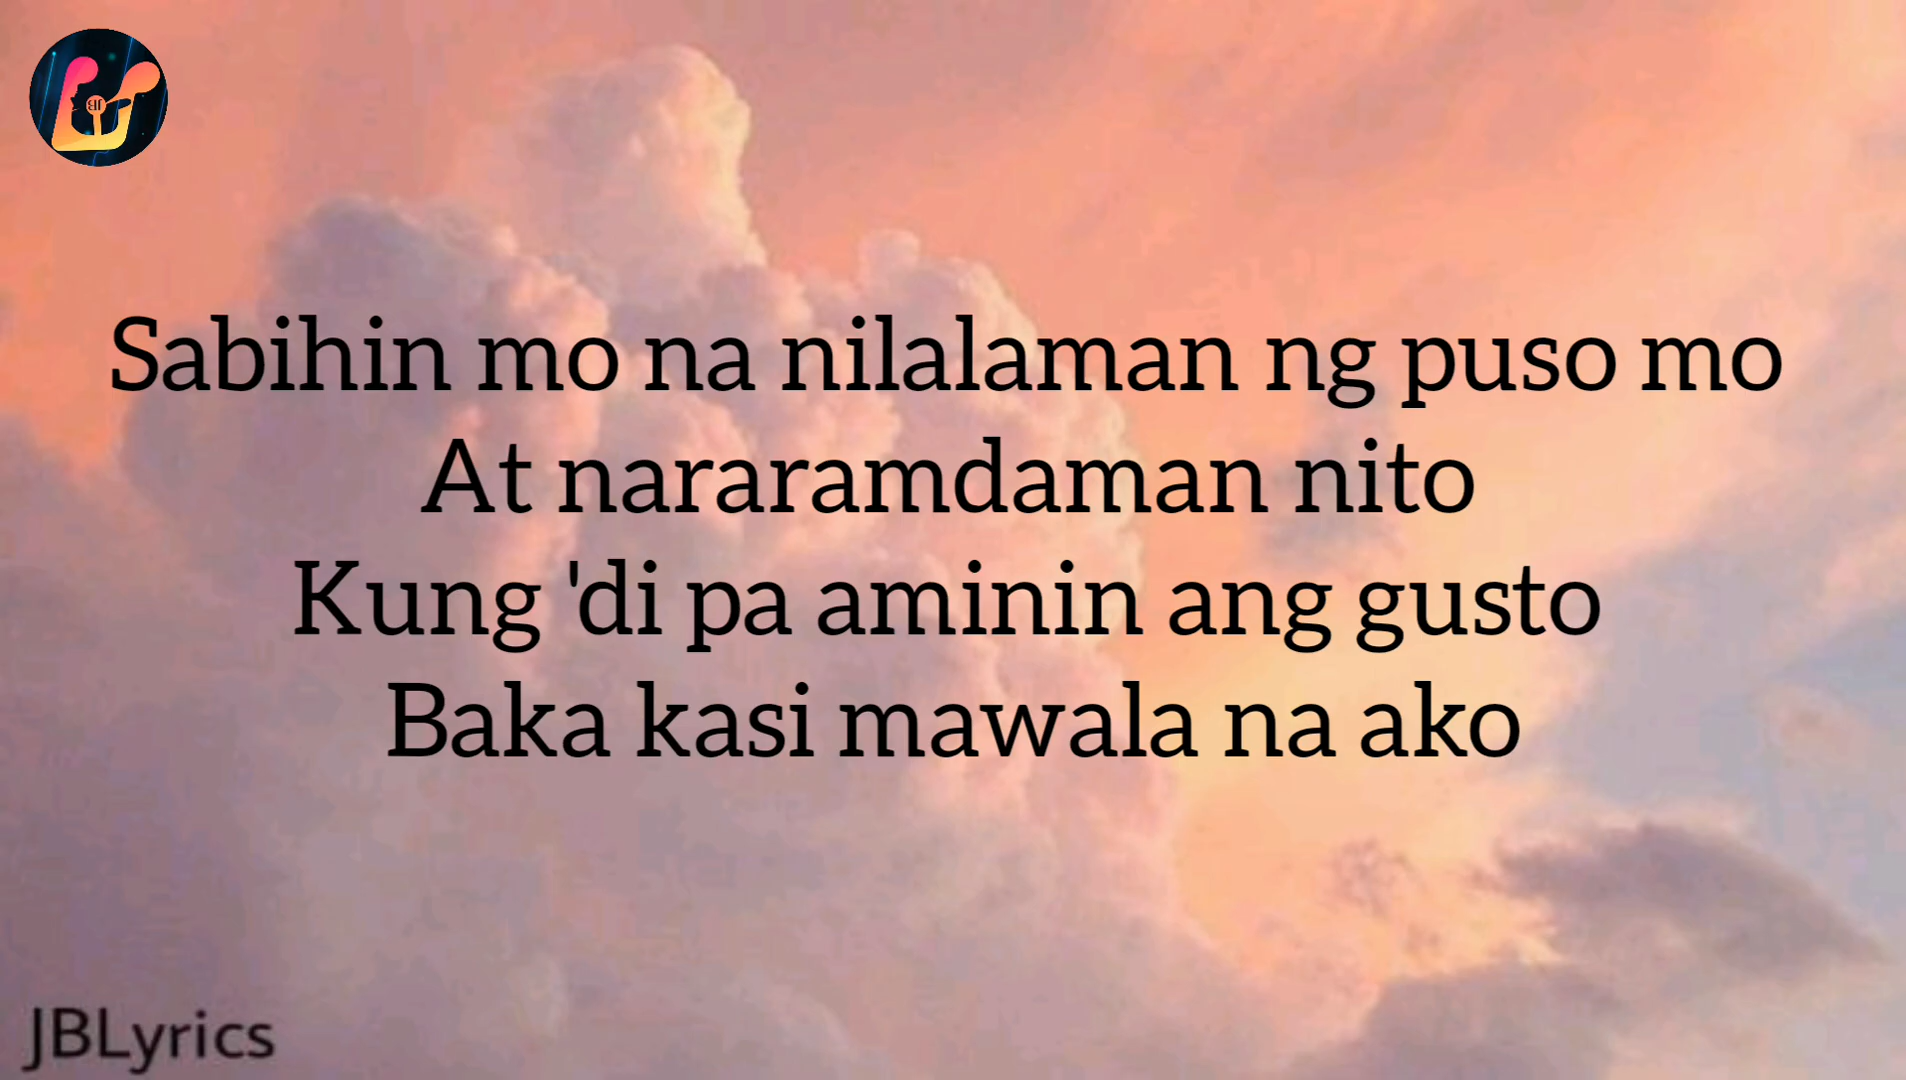 Sabihin mo na nilalaman ng puso mo
At nararamdaman nito
Kung 'di pa aminin ang gusto
Baka kasi mawala na ako
JBLyrics